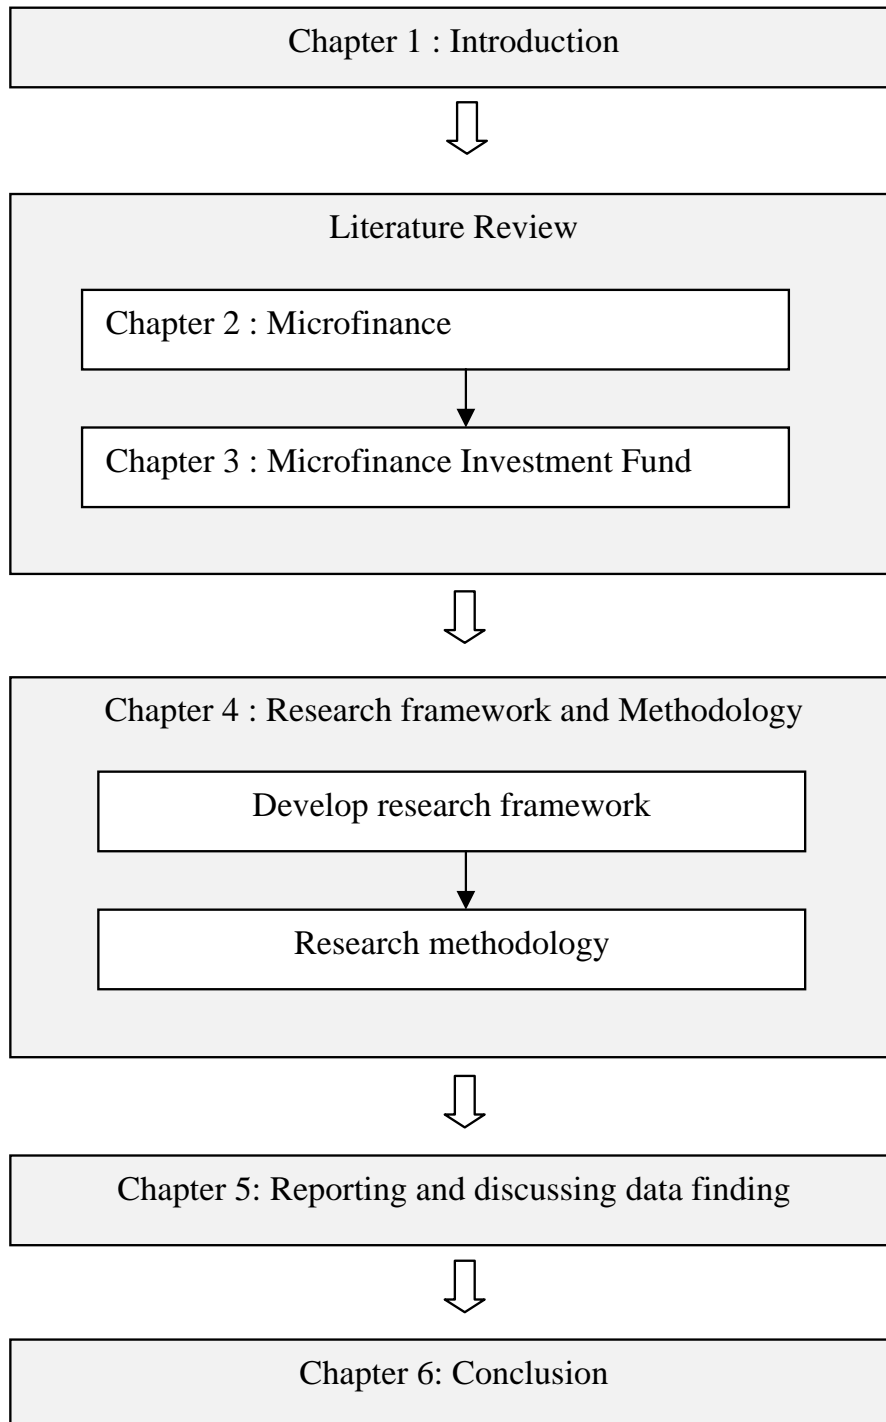 Chapter 1 : Introduction
Literature Review
Chapter 2 : Microfinance
Chapter 3 : Microfinance Investment Fund
Chapter 4 : Research framework and Methodology
Develop research framework
Research methodology
Chapter 5: Reporting and discussing data finding
Chapter 6: Conclusion